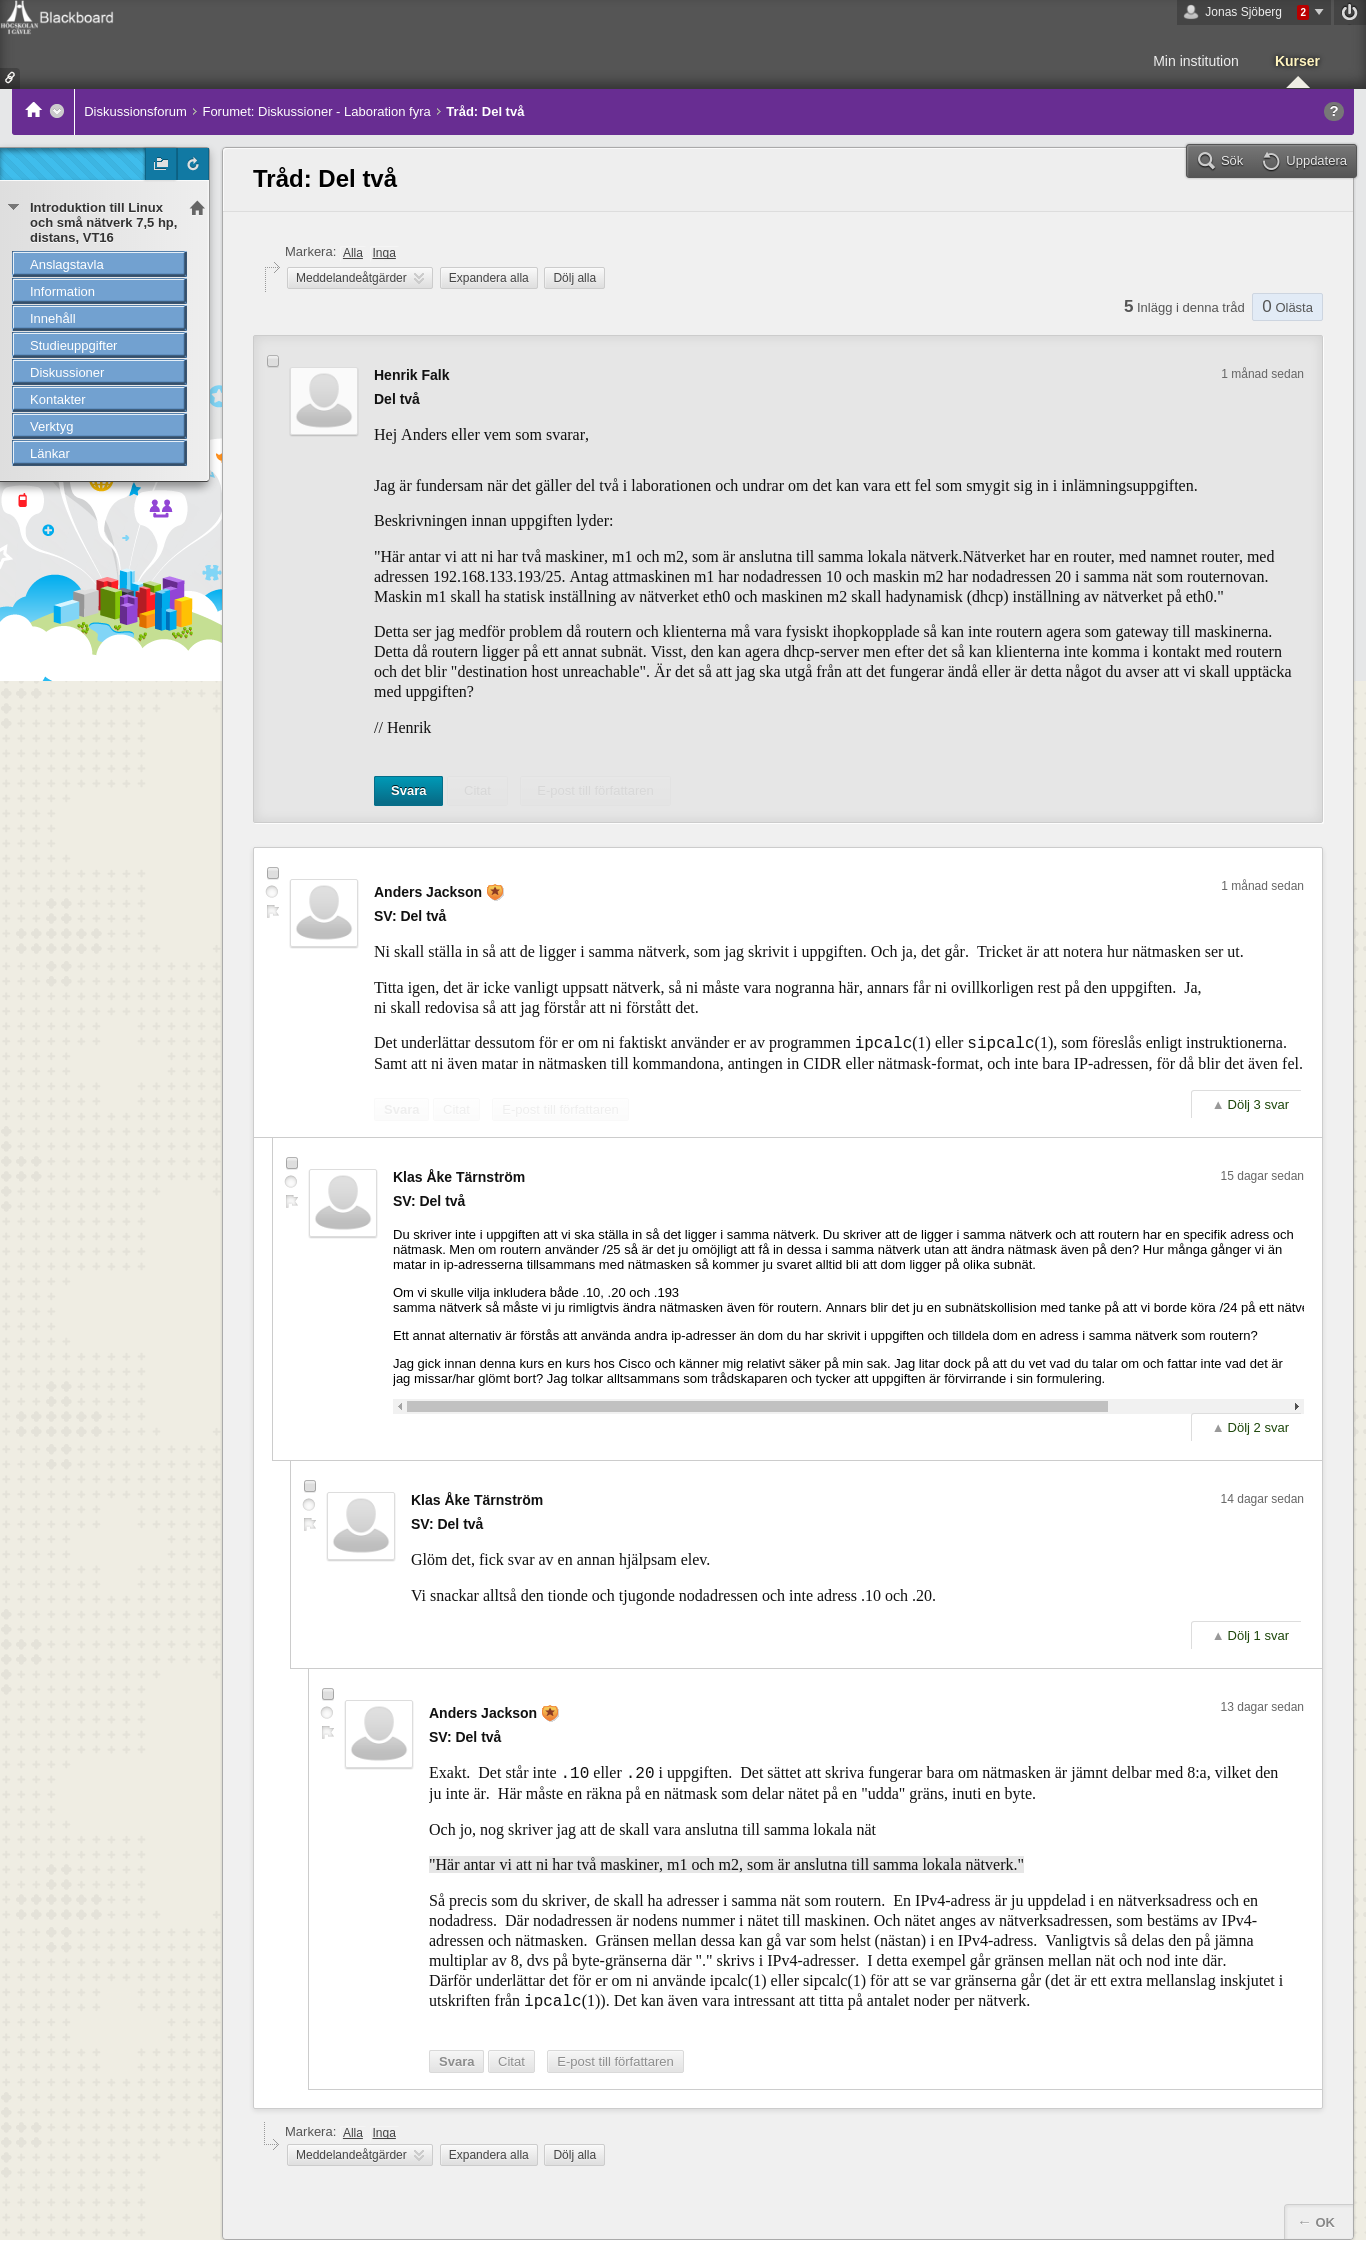 HÖGSKOLAN
I GÄVLE
Blackboard
Jonas Sjöberg 2
Min institution Kurser
Diskussionsforum Forumet: Diskussioner - Laboration fyra Tråd: Del två ?
Sök Uppdatera
Tråd: Del två
Introduktion till Linux
och små nätverk 7,5 hp,
distans, VT16
Anslagstavla
Information
Innehåll
Studieuppgifter
Diskussioner
Kontakter
Verktyg
Länkar
Markera: Alla Inga
Meddelandeåtgärder Expandera alla Dölj alla
5 Inlägg i denna tråd 0 Olästa
Henrik Falk 1 månad sedan
Del två
Hej Anders eller vem som svarar,
Jag är fundersam när det gäller del två i laborationen och undrar om det kan vara ett fel som smygit sig in i inlämningsuppgiften.
Beskrivningen innan uppgiften lyder:
"Här antar vi att ni har två maskiner, m1 och m2, som är anslutna till samma lokala nätverk.Nätverket har en router, med namnet router, med
adressen 192.168.133.193/25. Antag attmaskinen m1 har nodadressen 10 och maskin m2 har nodadressen 20 i samma nät som routernovan.
Maskin m1 skall ha statisk inställning av nätverket eth0 och maskinen m2 skall hadynamisk (dhcp) inställning av nätverket på eth0."
Detta ser jag medför problem då routern och klienterna må vara fysiskt ihopkopplade så kan inte routern agera som gateway till maskinerna.
Detta då routern ligger på ett annat subnät. Visst, den kan agera dhcp-server men efter det så kan klienterna inte komma i kontakt med routern
och det blir "destination host unreachable". Är det så att jag ska utgå från att det fungerar ändå eller är detta något du avser att vi skall upptäcka
med uppgiften?
// Henrik
Svara Citat E-post till författaren
Anders Jackson 1 månad sedan
SV: Del två
Ni skall ställa in så att de ligger i samma nätverk, som jag skrivit i uppgiften. Och ja, det går.  Tricket är att notera hur nätmasken ser ut.
Titta igen, det är icke vanligt uppsatt nätverk, så ni måste vara nogranna här, annars får ni ovillkorligen rest på den uppgiften.  Ja,
ni skall redovisa så att jag förstår att ni förstått det.
Det underlättar dessutom för er om ni faktiskt använder er av programmen ipcalc(1) eller sipcalc(1), som föreslås enligt instruktionerna.
Samt att ni även matar in nätmasken till kommandona, antingen in CIDR eller nätmask-format, och inte bara IP-adressen, för då blir det även fel.
Svara Citat E-post till författaren
▲ Dölj 3 svar
Klas Åke Tärnström 15 dagar sedan
SV: Del två
Du skriver inte i uppgiften att vi ska ställa in så det ligger i samma nätverk. Du skriver att de ligger i samma nätverk och att routern har en specifik adress och
nätmask. Men om routern använder /25 så är det ju omöjligt att få in dessa i samma nätverk utan att ändra nätmask även på den? Hur många gånger vi än
matar in ip-adresserna tillsammans med nätmasken så kommer ju svaret alltid bli att dom ligger på olika subnät.
Om vi skulle vilja inkludera både .10, .20 och .193
samma nätverk så måste vi ju rimligtvis ändra nätmasken även för routern. Annars blir det ju en subnätskollision med tanke på att vi borde köra /24 på ett nätve
Ett annat alternativ är förstås att använda andra ip-adresser än dom du har skrivit i uppgiften och tilldela dom en adress i samma nätverk som routern?
Jag gick innan denna kurs en kurs hos Cisco och känner mig relativt säker på min sak. Jag litar dock på att du vet vad du talar om och fattar inte vad det är
jag missar/har glömt bort? Jag tolkar alltsammans som trådskaparen och tycker att uppgiften är förvirrande i sin formulering.
▲ Dölj 2 svar
Klas Åke Tärnström 14 dagar sedan
SV: Del två
Glöm det, fick svar av en annan hjälpsam elev.
Vi snackar alltså den tionde och tjugonde nodadressen och inte adress .10 och .20.
▲ Dölj 1 svar
Anders Jackson 13 dagar sedan
SV: Del två
Exakt.  Det står inte .10 eller .20 i uppgiften.  Det sättet att skriva fungerar bara om nätmasken är jämnt delbar med 8:a, vilket den
ju inte är.  Här måste en räkna på en nätmask som delar nätet på en "udda" gräns, inuti en byte.
Och jo, nog skriver jag att de skall vara anslutna till samma lokala nät
"Här antar vi att ni har två maskiner, m1 och m2, som är anslutna till samma lokala nätverk."
Så precis som du skriver, de skall ha adresser i samma nät som routern.  En IPv4-adress är ju uppdelad i en nätverksadress och en
nodadress.  Där nodadressen är nodens nummer i nätet till maskinen. Och nätet anges av nätverksadressen, som bestäms av IPv4-
adressen och nätmasken.  Gränsen mellan dessa kan gå var som helst (nästan) i en IPv4-adress.  Vanligtvis så delas den på jämna
multiplar av 8, dvs på byte-gränserna där "." skrivs i IPv4-adresser.  I detta exempel går gränsen mellan nät och nod inte där.
Därför underlättar det för er om ni använde ipcalc(1) eller sipcalc(1) för att se var gränserna går (det är ett extra mellanslag inskjutet i
utskriften från ipcalc(1)). Det kan även vara intressant att titta på antalet noder per nätverk.
Svara Citat E-post till författaren
Markera: Alla Inga
Meddelandeåtgärder Expandera alla Dölj alla
← OK